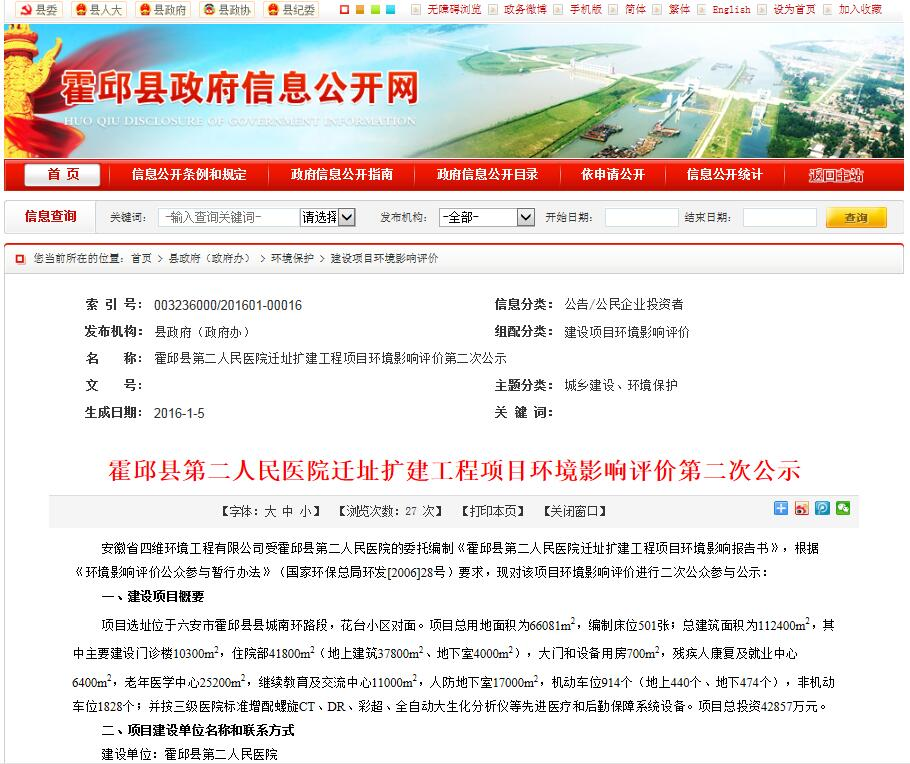 县委 县人大 县政府 县政协 县纪委 无障碍浏览 政务微博 手机版 简体 繁体 English 设为首页 加入收藏
霍邱县政府信息公开网
HUO QIU DISCLOSURE OF GOVERNMENT INFORMATION
首 页 信息公开条例和规定 政府信息公开指南 政府信息公开目录 依申请公开 信息公开统计 返回主站
信息查询 关键词: -输入查询关键词- 请选择 发布机构: -全部- 开始日期: 结束日期: 查询
您当前所在的位置: 首页 > 县政府（政府办） > 环境保护 > 建设项目环境影响评价
索 引 号: 003236000/201601-00016 信息分类: 公告/公民企业投资者
发布机构: 县政府（政府办） 组配分类: 建设项目环境影响评价
名 称: 霍邱县第二人民医院迁址扩建工程项目环境影响评价第二次公示
文 号: 主题分类: 城乡建设、环境保护
生成日期: 2016-1-5 关 键 词:
霍邱县第二人民医院迁址扩建工程项目环境影响评价第二次公示
【字体: 大 中 小】 【浏览次数: 27 次】 【打印本页】 【关闭窗口】
安徽省四维环境工程有限公司受霍邱县第二人民医院的委托编制《霍邱县第二人民医院迁址扩建工程项目环境影响报告书》，根据
《环境影响评价公众参与暂行办法》（国家环保总局环发[2006]28号）要求，现对该项目环境影响评价进行二次公众参与公示：
一、建设项目概要
项目选址位于六安市霍邱县县城南环路段，花台小区对面。项目总用地面积为66081m²，编制床位501张；总建筑面积为112400m²，其
中主要建设门诊楼10300m²，住院部41800m²（地上建筑37800m²、地下室4000m²），大门和设备用房700m²，残疾人康复及就业中心
6400m²，老年医学中心25200m²，继续教育及交流中心11000m²，人防地下室17000m²，机动车位914个（地上440个、地下474个），非机动
车位1828个；并按三级医院标准增配螺旋CT、DR、彩超、全自动大生化分析仪等先进医疗和后勤保障系统设备。项目总投资42857万元。
二、项目建设单位名称和联系方式
建设单位：霍邱县第二人民医院